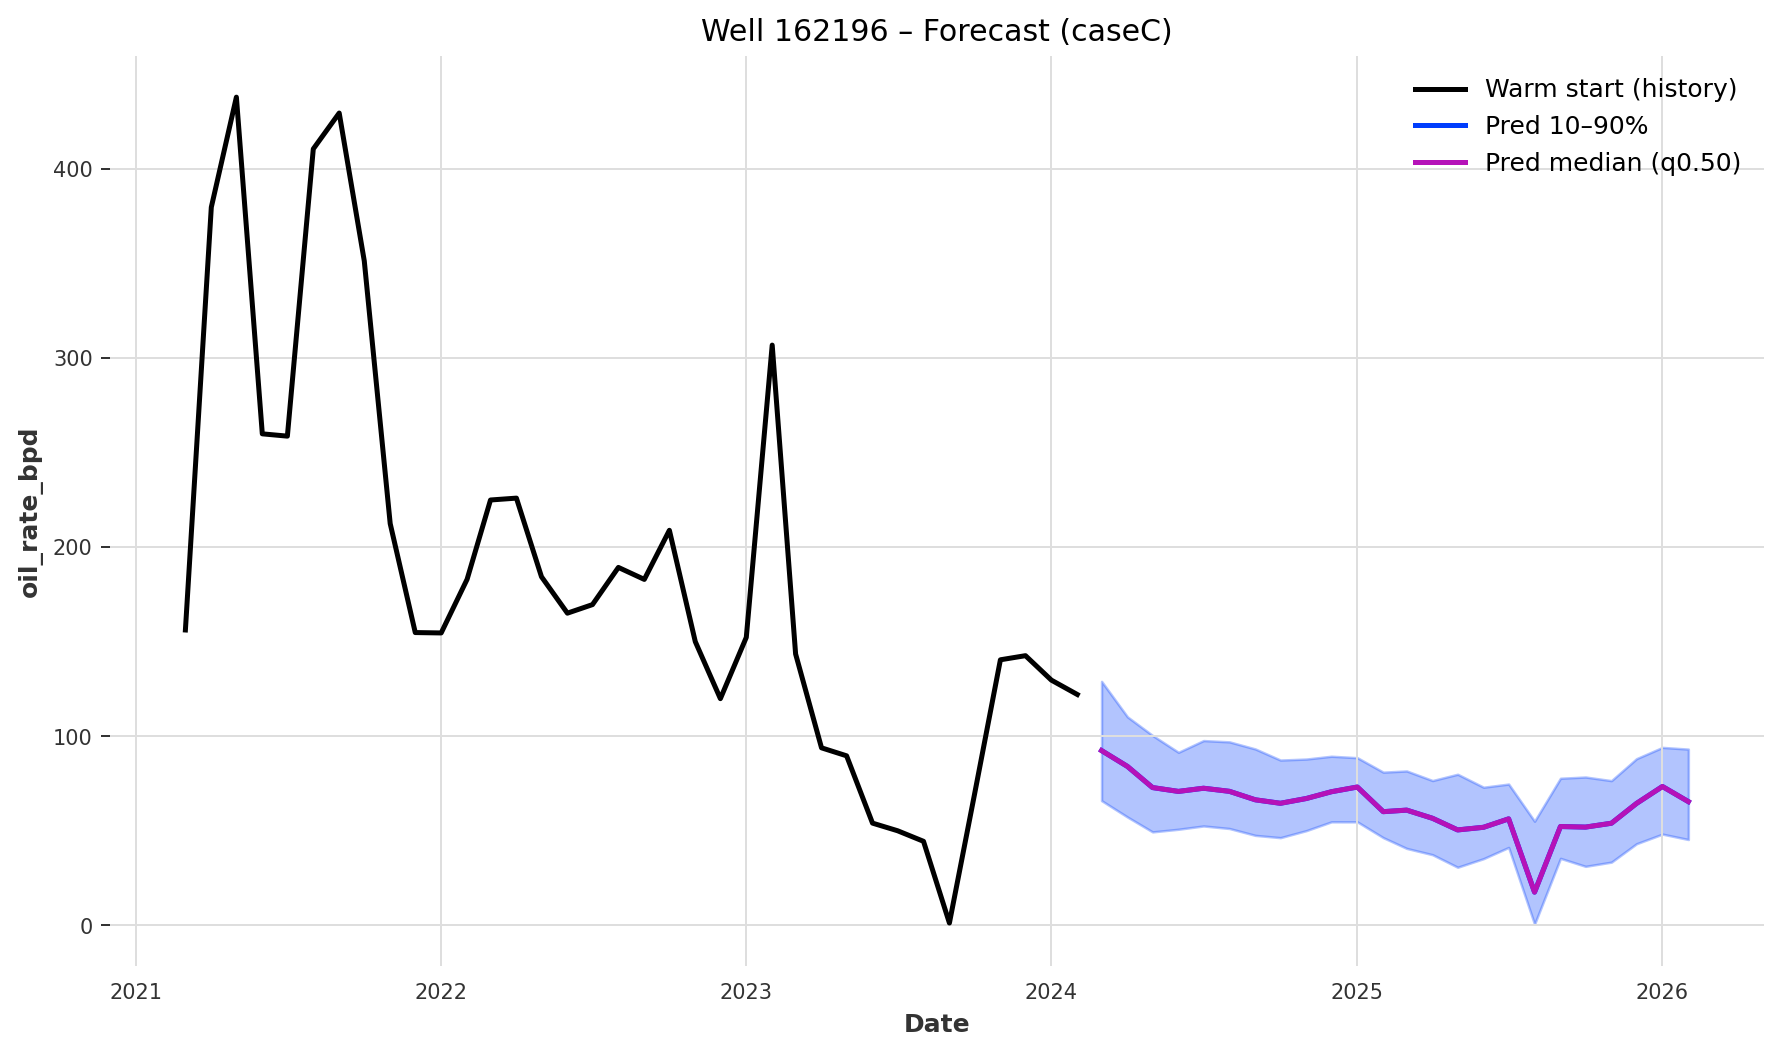 Well 162196 – Forecast (caseC)
Warm start (history)
Pred 10–90%
Pred median (q0.50)
oil_rate_bpd
400
300
200
100
0
2021 2022 2023 2024 2025 2026
Date